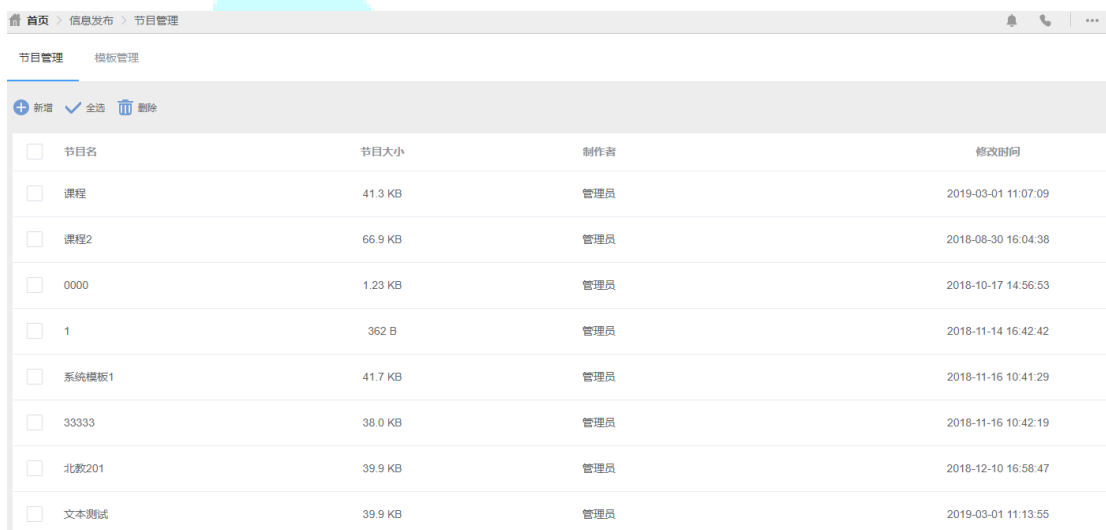 首页 > 信息发布 > 节目管理
节目管理 模板管理
新增 全选 删除
节目名 节目大小 制作者 修改时间
课程 41.3 KB 管理员 2019-03-01 11:07:09
课程2 66.9 KB 管理员 2018-08-30 16:04:38
0000 1.23 KB 管理员 2018-10-17 14:56:53
1 362 B 管理员 2018-11-14 16:42:42
系统模板1 41.7 KB 管理员 2018-11-16 10:41:29
33333 38.0 KB 管理员 2018-11-16 10:42:19
北教201 39.9 KB 管理员 2018-12-10 16:58:47
文本测试 39.9 KB 管理员 2019-03-01 11:13:55